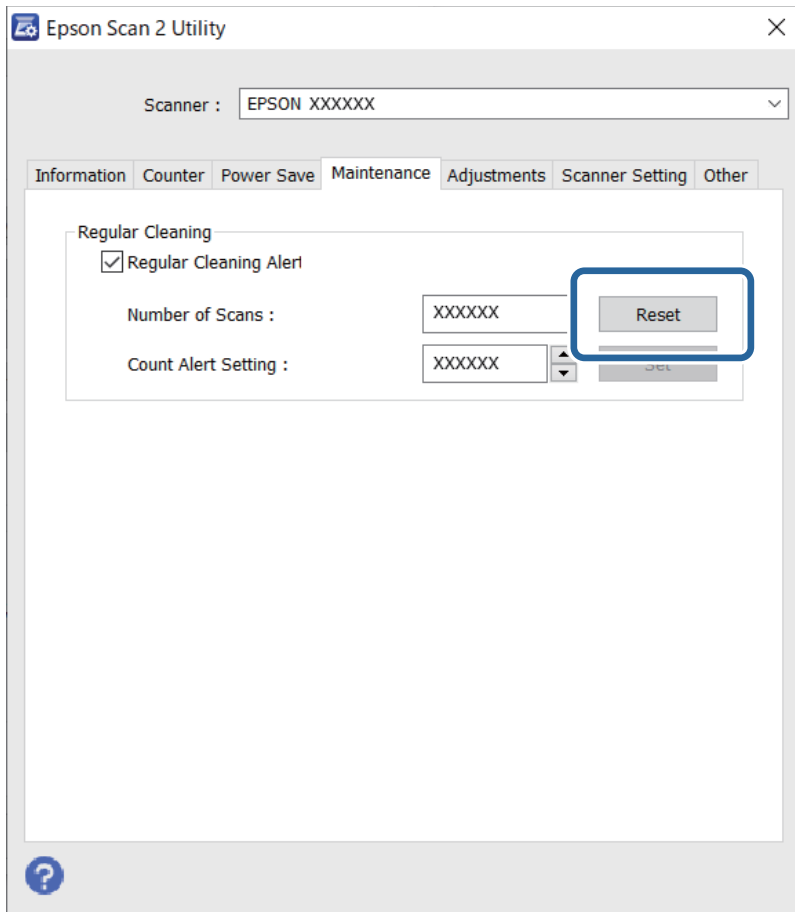 Epson Scan 2 Utility
Scanner : EPSON XXXXXX
Information Counter Power Save Maintenance Adjustments Scanner Setting Other
Regular Cleaning
Regular Cleaning Alert
Number of Scans : XXXXXX Reset
Count Alert Setting : XXXXXX Set
?